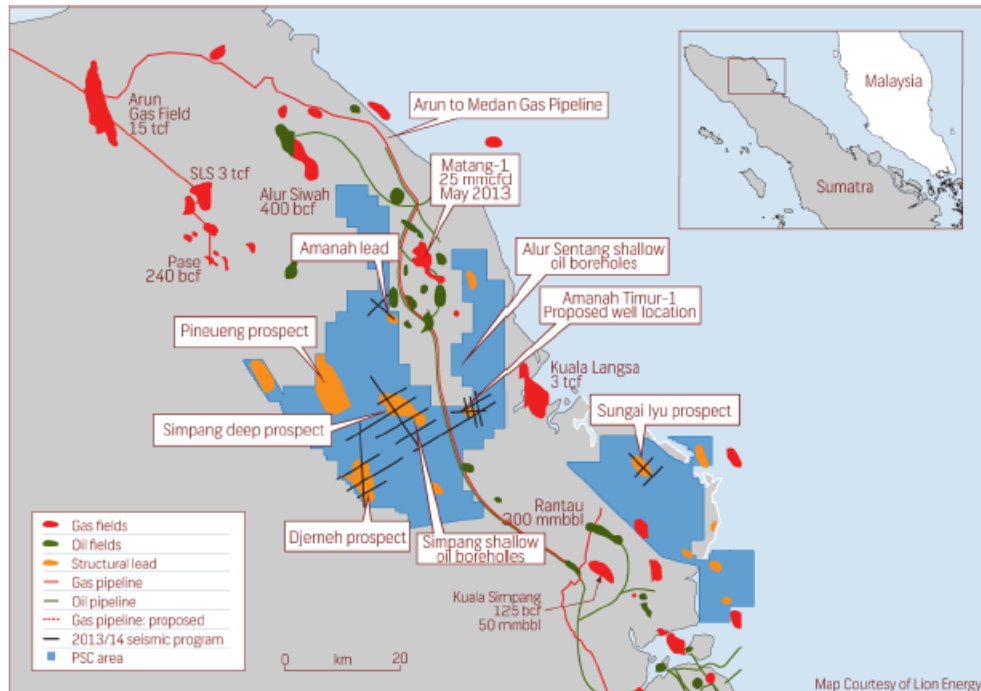 Arun
Gas Field
15 tcf
Arun to Medan Gas Pipeline
Malaysia
Sumatra
SLS 3 tcf
Alur Siwah
400 bcf
Matang-1
25 mmcfd
May 2013
Pase
240 bcf
Amanah lead
Alur Sentang shallow
oil boreholes
Amanah Timur-1
Proposed well location
Pineueng prospect
Kuala Langsa
3 tcf
Simpang deep prospect
Sungai Iyu prospect
Rantau
300 mmbbl
Djerneh prospect
Simpang shallow
oil boreholes
Kuala Simpang
125 bcf
50 mmbbl
Gas fields
Oil fields
Structural lead
Gas pipeline
Oil pipeline
Gas pipeline: proposed
2013/14 seismic program
PSC area
0 km 20
Map Courtesy of Lion Energy